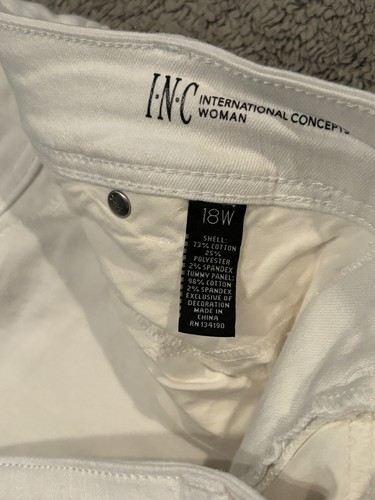 I·N·C INTERNATIONAL CONCEPTS
WOMAN
18W
SHELL:
73% COTTON
25%
POLYESTER
2% SPANDEX
TUMMY PANEL:
98% COTTON
2% SPANDEX
EXCLUSIVE OF
DECORATION
MADE IN
CHINA
RN 134190